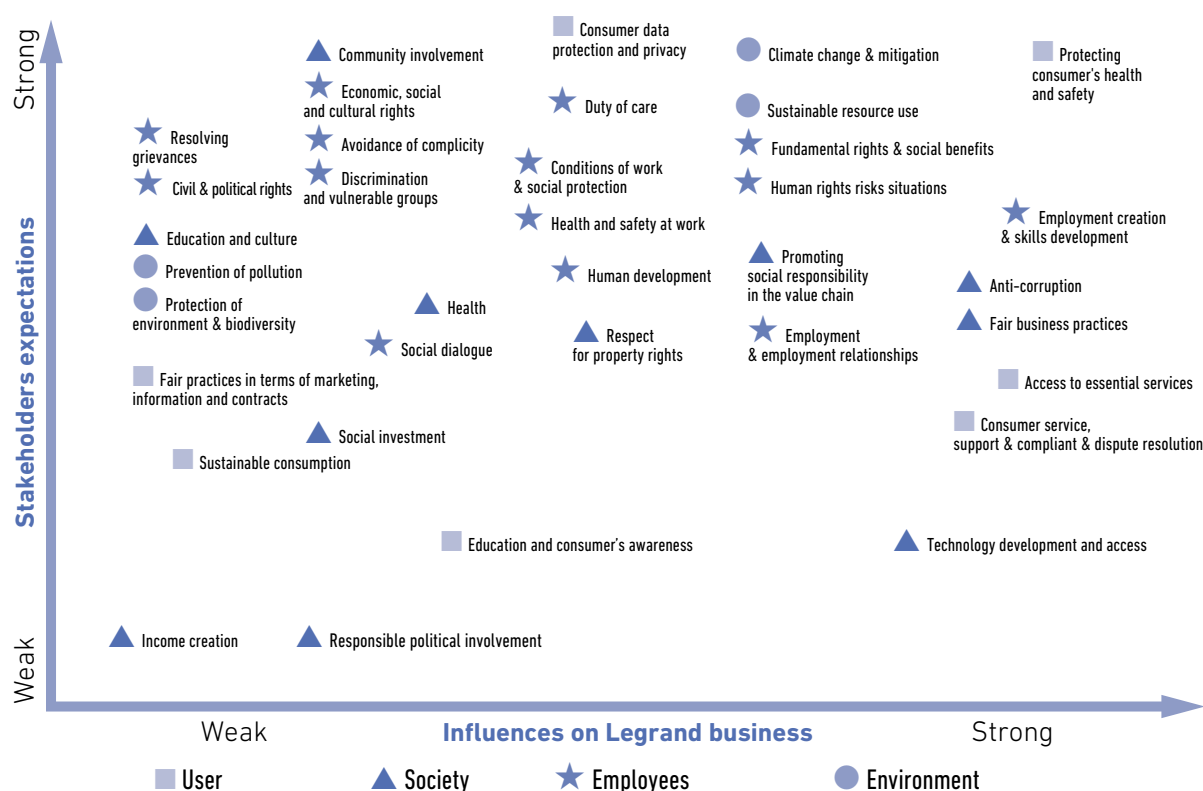 Strong
Stakeholders expectations
Weak
Consumer data
protection and privacy
Community involvement
Climate change & mitigation
Protecting
consumer's health
and safety
Economic, social
and cultural rights
Duty of care
Sustainable resource use
Resolving
grievances
Avoidance of complicity
Fundamental rights & social benefits
Conditions of work
& social protection
Civil & political rights
Discrimination
and vulnerable groups
Human rights risks situations
Health and safety at work
Employment creation
& skills development
Education and culture
Prevention of pollution
Human development
Promoting
social responsibility
in the value chain
Anti-corruption
Protection of
environment & biodiversity
Health
Fair business practices
Social dialogue
Respect
for property rights
Employment
& employment relationships
Fair practices in terms of marketing,
information and contracts
Access to essential services
Consumer service,
support & compliant & dispute resolution
Social investment
Sustainable consumption
Education and consumer's awareness
Technology development and access
Income creation
Responsible political involvement
Weak
Influences on Legrand business
Strong
User
Society
Employees
Environment